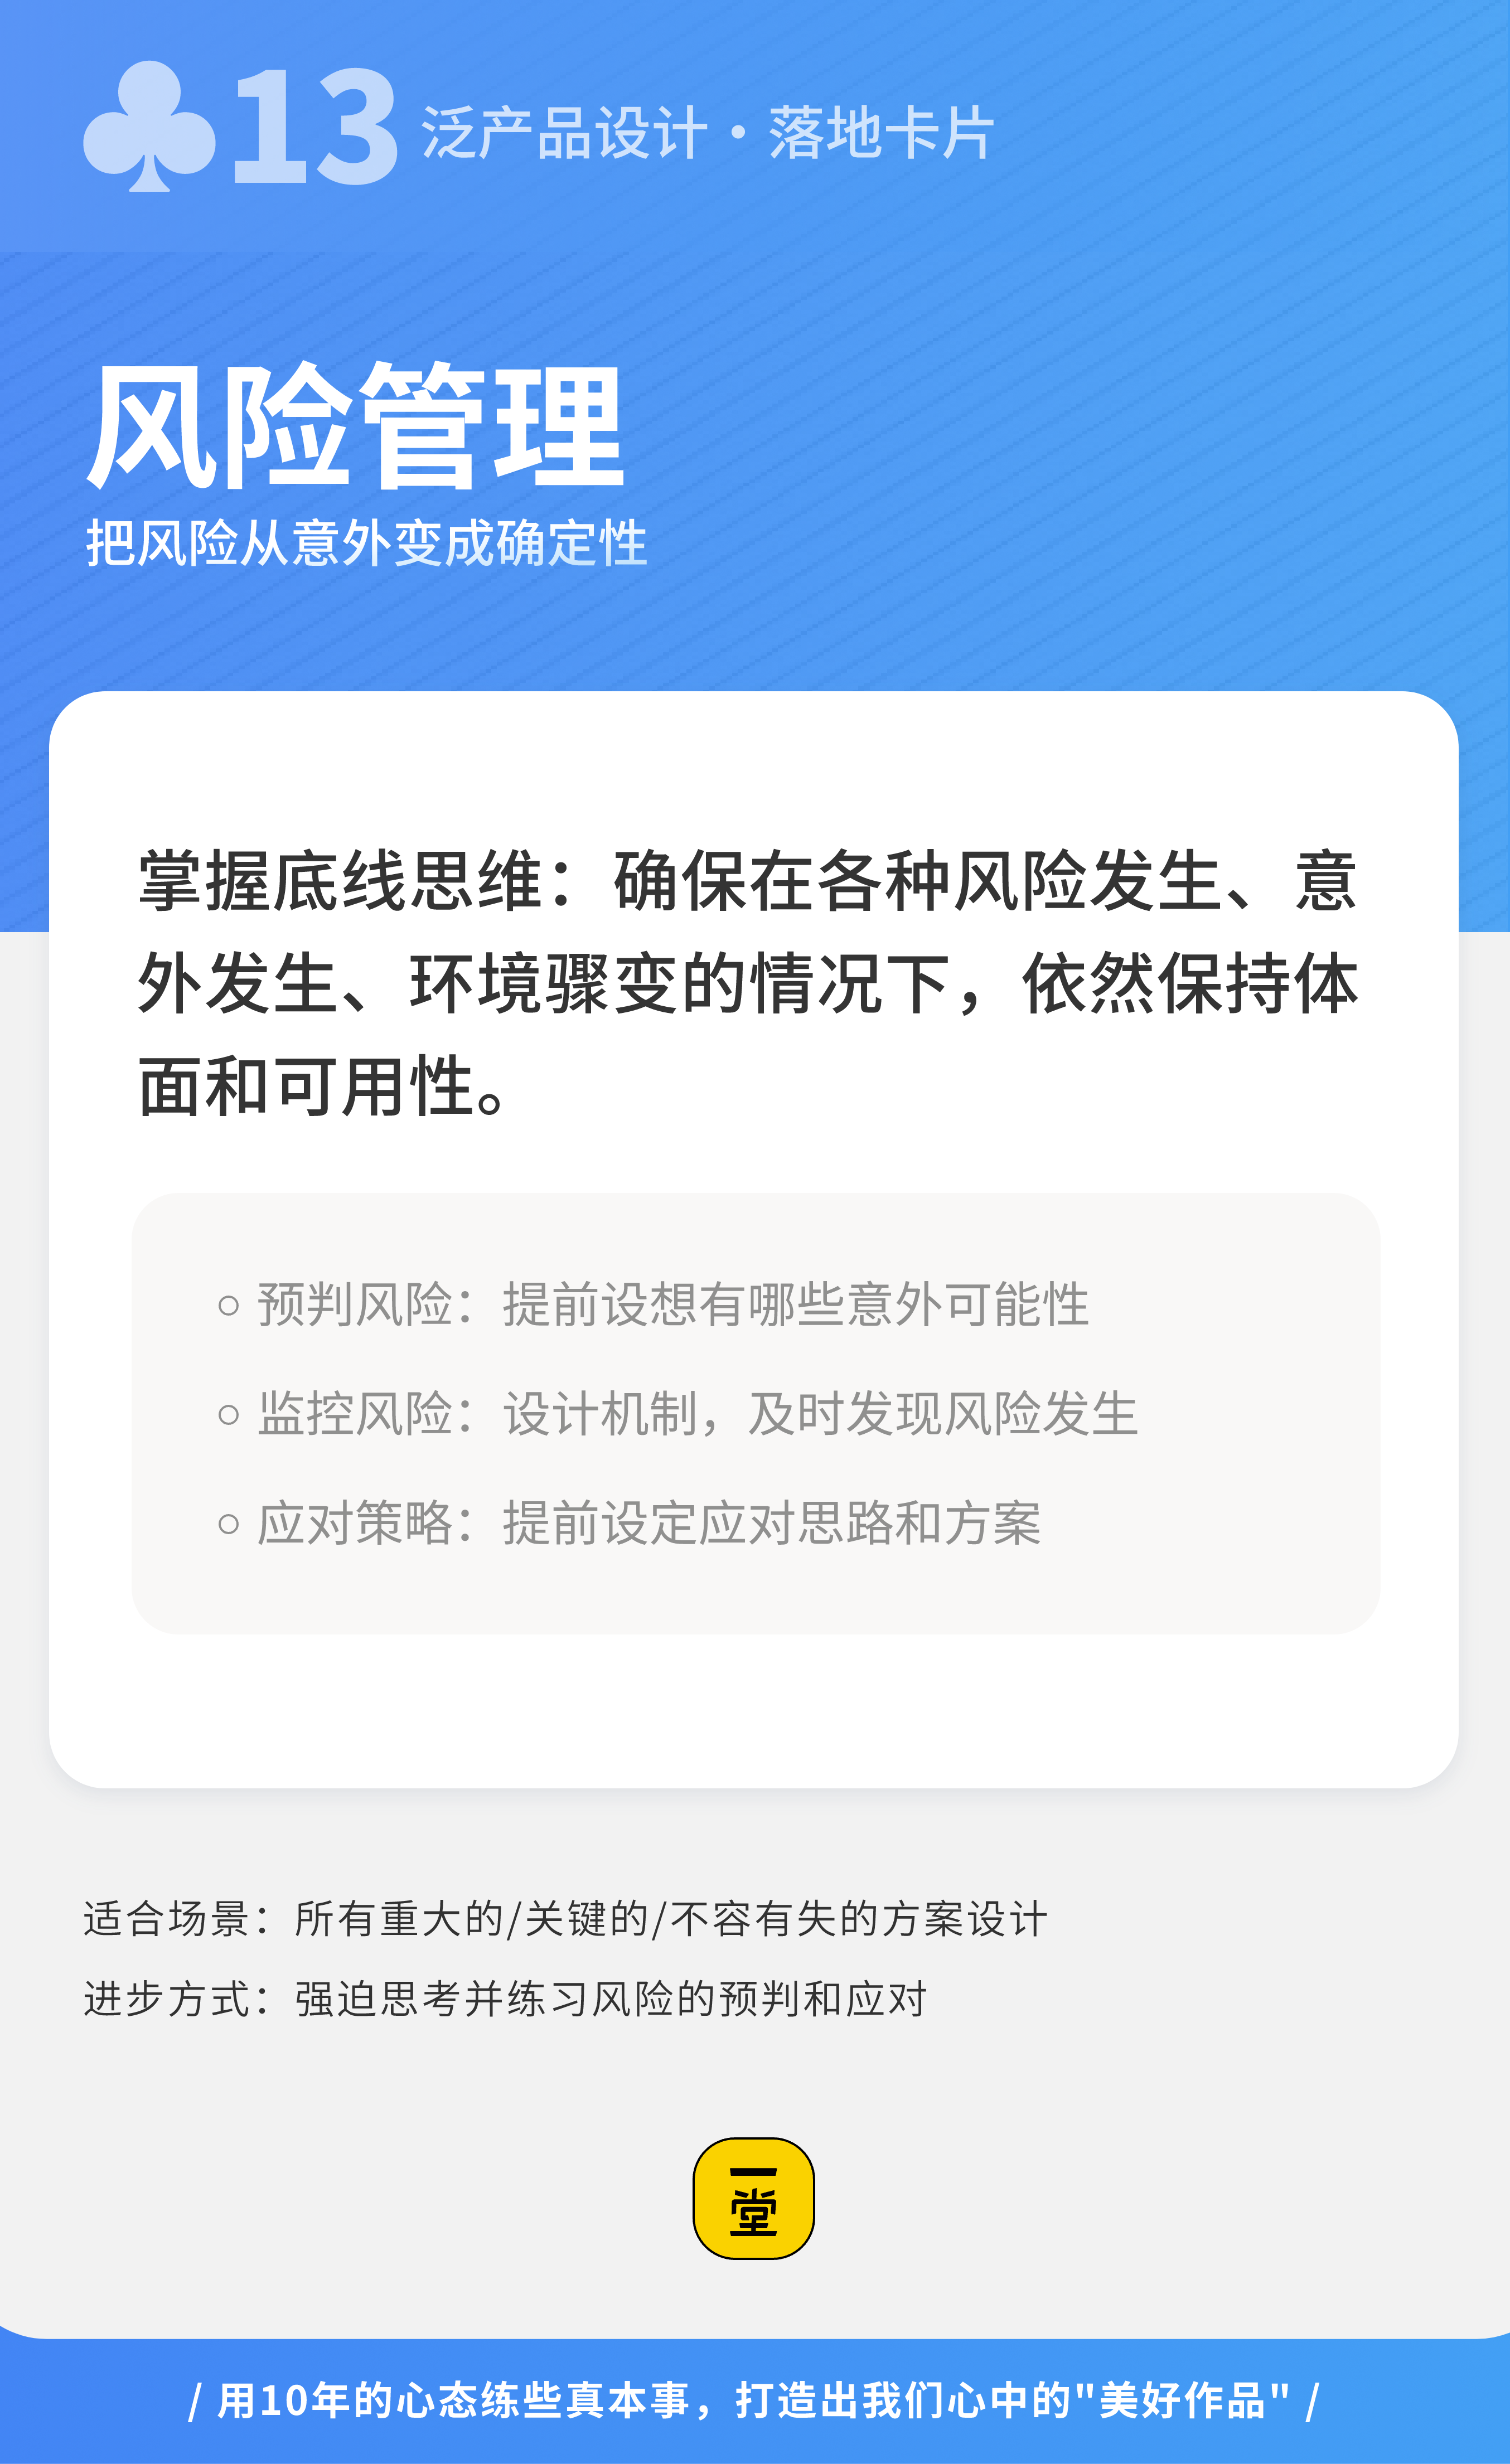 ♣13 泛产品设计·落地卡片
风险管理
把风险从意外变成确定性
掌握底线思维：确保在各种风险发生、意
外发生、环境骤变的情况下，依然保持体
面和可用性。
○ 预判风险：提前设想有哪些意外可能性
○ 监控风险：设计机制，及时发现风险发生
○ 应对策略：提前设定应对思路和方案
适合场景：所有重大的/关键的/不容有失的方案设计
进步方式：强迫思考并练习风险的预判和应对
一
堂
/ 用10年的心态练些真本事，打造出我们心中的"美好作品" /